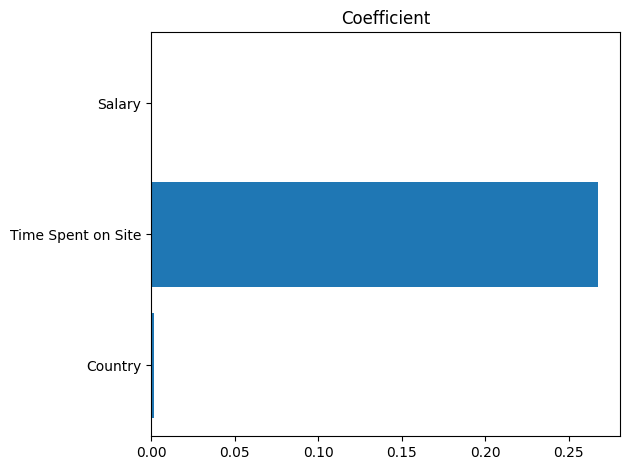 Coefficient
Salary
Time Spent on Site
Country
0.00 0.05 0.10 0.15 0.20 0.25